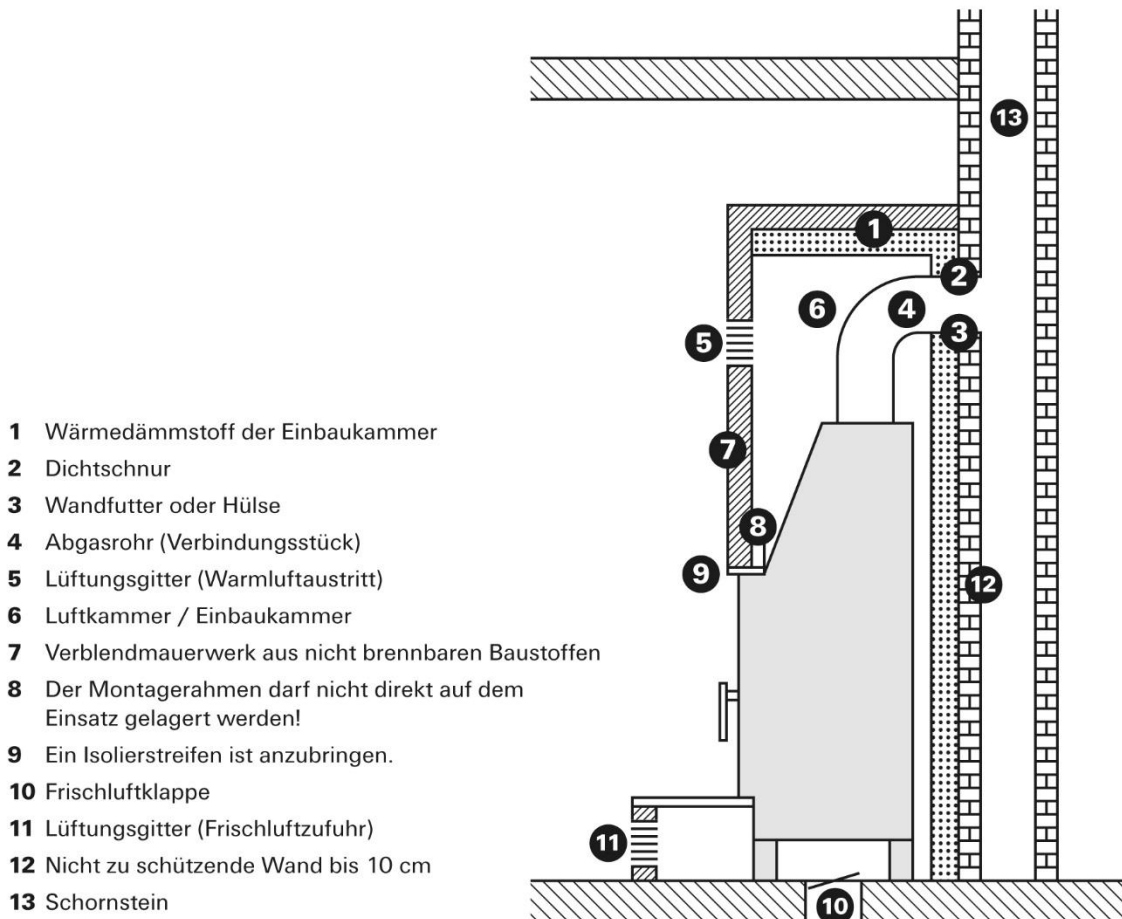 13
1
2
6
4
5
3
1 Wärmedämmstoff der Einbaukammer
7
2 Dichtschnur
3 Wandfutter oder Hülse
8
4 Abgasrohr (Verbindungsstück)
9
5 Lüftungsgitter (Warmluftaustritt)
12
6 Luftkammer / Einbaukammer
7 Verblendmauerwerk aus nicht brennbaren Baustoffen
8 Der Montagerahmen darf nicht direkt auf dem
Einsatz gelagert werden!
9 Ein Isolierstreifen ist anzubringen.
10 Frischluftklappe
11 Lüftungsgitter (Frischluftzufuhr)
11
12 Nicht zu schützende Wand bis 10 cm
13 Schornstein
10